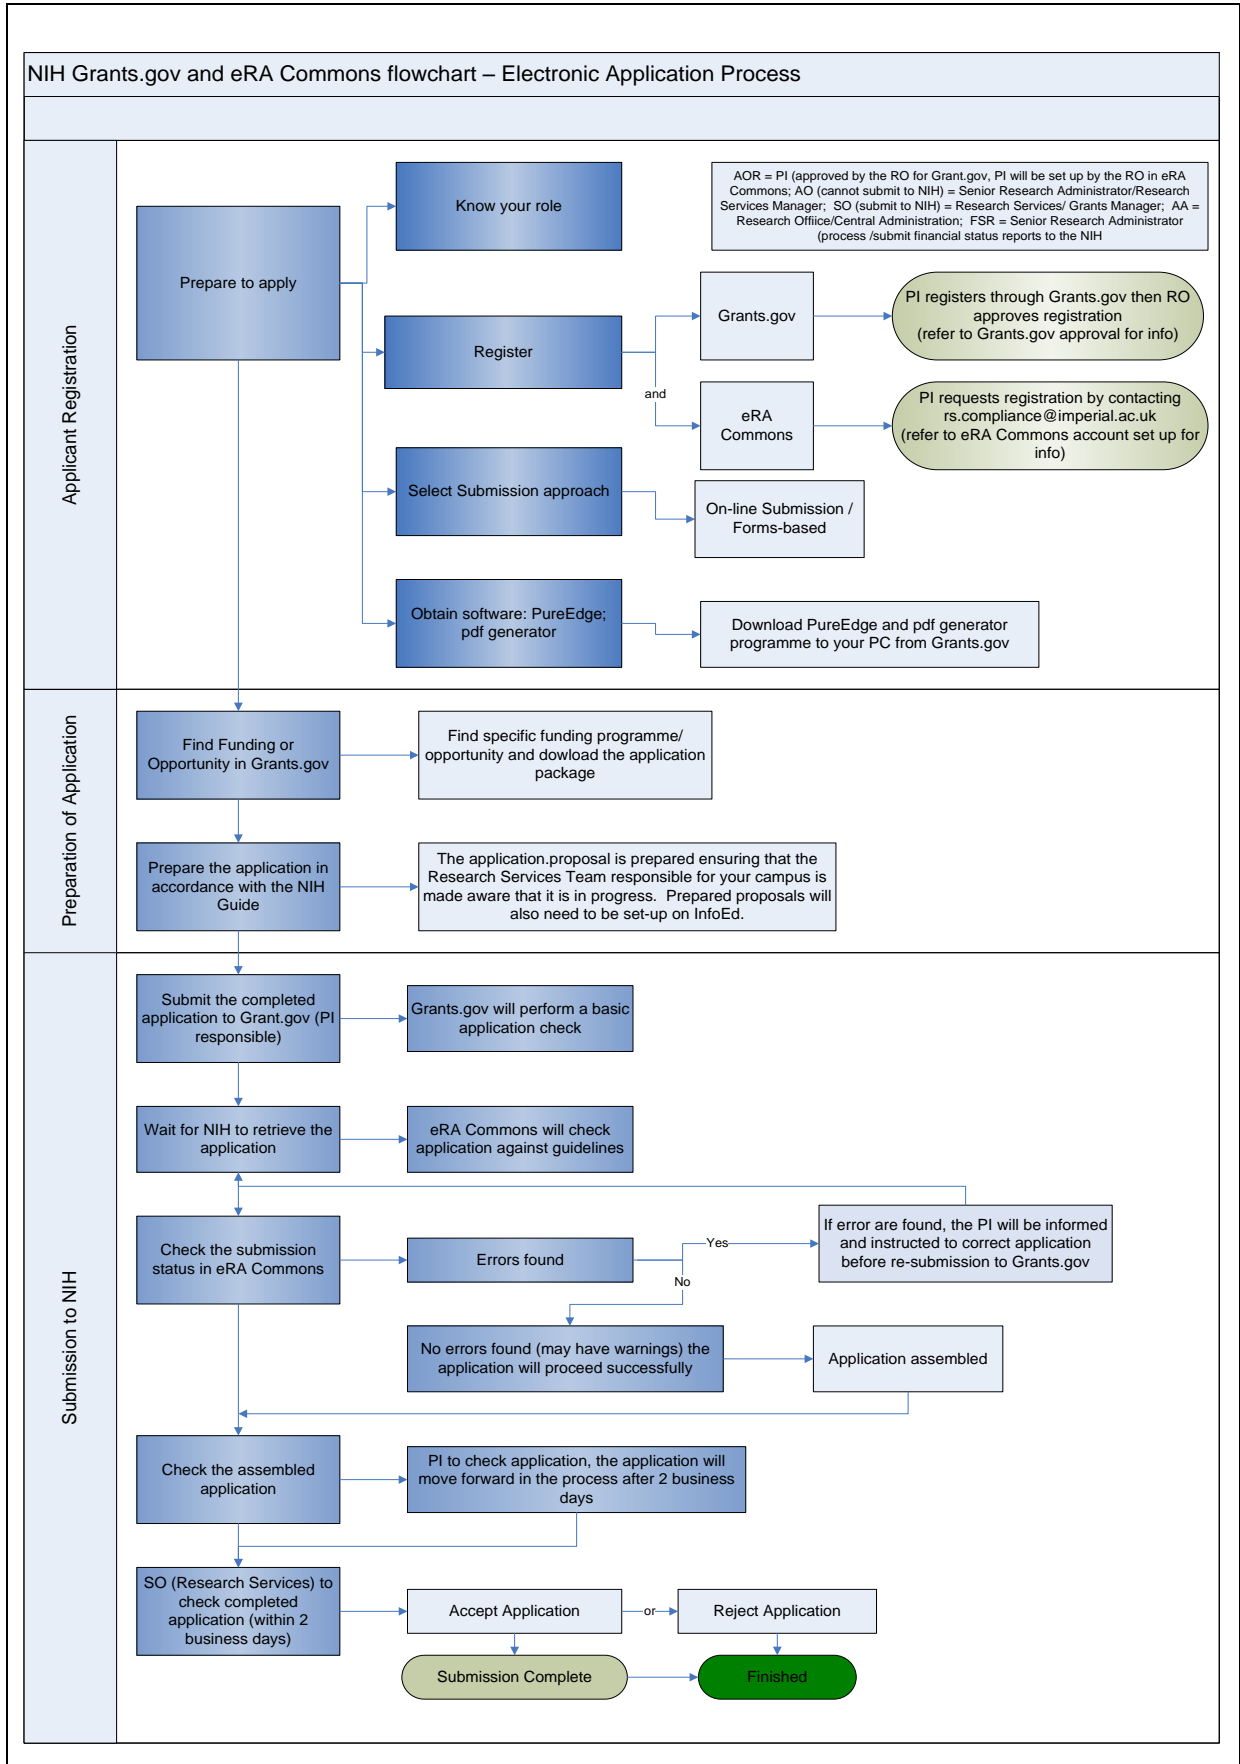 NIH Grants.gov and eRA Commons flowchart – Electronic Application Process
Applicant Registration
Prepare to apply
Know your role
AOR = PI (approved by the RO for Grant.gov, PI will be set up by the RO in eRA
Commons; AO (cannot submit to NIH) = Senior Research Administrator/Research
Services Manager; SO (submit to NIH) = Research Services/ Grants Manager; AA =
Research Offiice/Central Administration; FSR = Senior Research Administrator
(process /submit financial status reports to the NIH
Register
and
Grants.gov
PI registers through Grants.gov then RO
approves registration
(refer to Grants.gov approval for info)
eRA
Commons
PI requests registration by contacting
rs.compliance@imperial.ac.uk
(refer to eRA Commons account set up for
info)
Select Submission approach
On-line Submission /
Forms-based
Obtain software: PureEdge;
pdf generator
Download PureEdge and pdf generator
programme to your PC from Grants.gov
Preparation of Application
Find Funding or
Opportunity in Grants.gov
Find specific funding programme/
opportunity and dowload the application
package
Prepare the application in
accordance with the NIH
Guide
The application.proposal is prepared ensuring that the
Research Services Team responsible for your campus is
made aware that it is in progress. Prepared proposals will
also need to be set-up on InfoEd.
Submission to NIH
Submit the completed
application to Grant.gov (PI
responsible)
Grants.gov will perform a basic
application check
Wait for NIH to retrieve the
application
eRA Commons will check
application against guidelines
Check the submission
status in eRA Commons
Errors found
Yes
No
If error are found, the PI will be informed
and instructed to correct application
before re-submission to Grants.gov
No errors found (may have warnings) the
application will proceed successfully
Application assembled
Check the assembled
application
PI to check application, the application will
move forward in the process after 2 business
days
SO (Research Services) to
check completed
application (within 2
business days)
Accept Application
or
Reject Application
Submission Complete
Finished